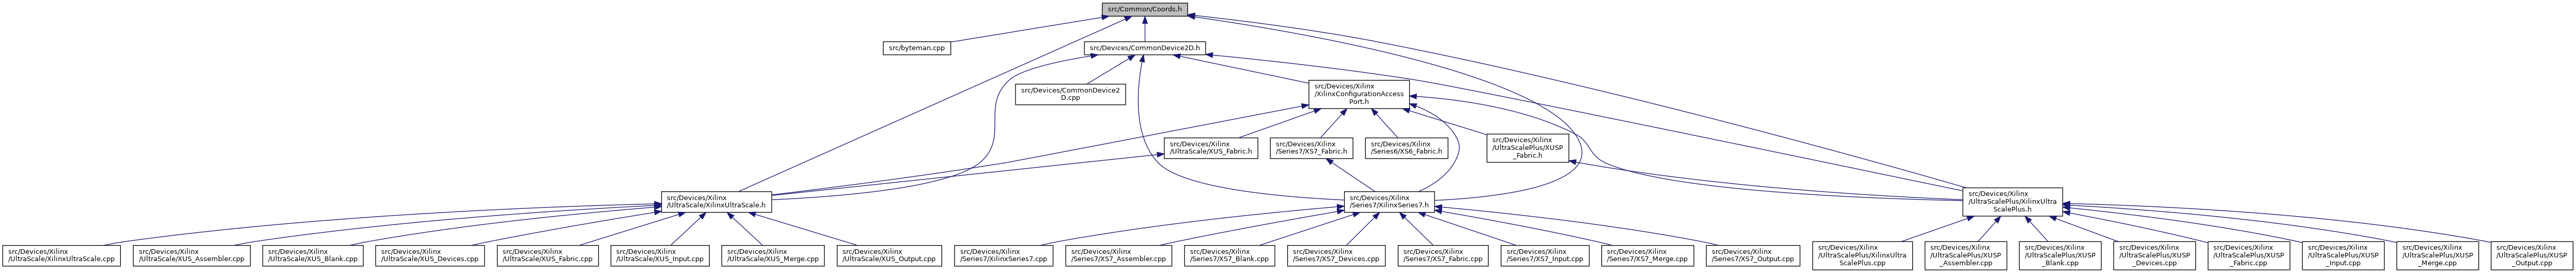 src/Common/Coords.h
src/byteman.cpp
src/Devices/CommonDevice2D.h
src/Devices/CommonDevice2
D.cpp
src/Devices/Xilinx
/XilinxConfigurationAccess
Port.h
src/Devices/Xilinx
/UltraScale/XUS_Fabric.h
src/Devices/Xilinx
/Series7/XS7_Fabric.h
src/Devices/Xilinx
/Series6/XS6_Fabric.h
src/Devices/Xilinx
/UltraScalePlus/XUSP
_Fabric.h
src/Devices/Xilinx
/UltraScale/XilinxUltraScale.h
src/Devices/Xilinx
/Series7/XilinxSeries7.h
src/Devices/Xilinx
/UltraScalePlus/XilinxUltra
ScalePlus.h
src/Devices/Xilinx
/UltraScale/XilinxUltraScale.cpp
src/Devices/Xilinx
/UltraScale/XUS_Assembler.cpp
src/Devices/Xilinx
/UltraScale/XUS_Blank.cpp
src/Devices/Xilinx
/UltraScale/XUS_Devices.cpp
src/Devices/Xilinx
/UltraScale/XUS_Fabric.cpp
src/Devices/Xilinx
/UltraScale/XUS_Input.cpp
src/Devices/Xilinx
/UltraScale/XUS_Merge.cpp
src/Devices/Xilinx
/UltraScale/XUS_Output.cpp
src/Devices/Xilinx
/Series7/XilinxSeries7.cpp
src/Devices/Xilinx
/Series7/XS7_Assembler.cpp
src/Devices/Xilinx
/Series7/XS7_Blank.cpp
src/Devices/Xilinx
/Series7/XS7_Devices.cpp
src/Devices/Xilinx
/Series7/XS7_Fabric.cpp
src/Devices/Xilinx
/Series7/XS7_Input.cpp
src/Devices/Xilinx
/Series7/XS7_Merge.cpp
src/Devices/Xilinx
/Series7/XS7_Output.cpp
src/Devices/Xilinx
/UltraScalePlus/XilinxUltra
ScalePlus.cpp
src/Devices/Xilinx
/UltraScalePlus/XUSP
_Assembler.cpp
src/Devices/Xilinx
/UltraScalePlus/XUSP
_Blank.cpp
src/Devices/Xilinx
/UltraScalePlus/XUSP
_Devices.cpp
src/Devices/Xilinx
/UltraScalePlus/XUSP
_Fabric.cpp
src/Devices/Xilinx
/UltraScalePlus/XUSP
_Input.cpp
src/Devices/Xilinx
/UltraScalePlus/XUSP
_Merge.cpp
src/Devices/Xilinx
/UltraScalePlus/XUSP
_Output.cpp